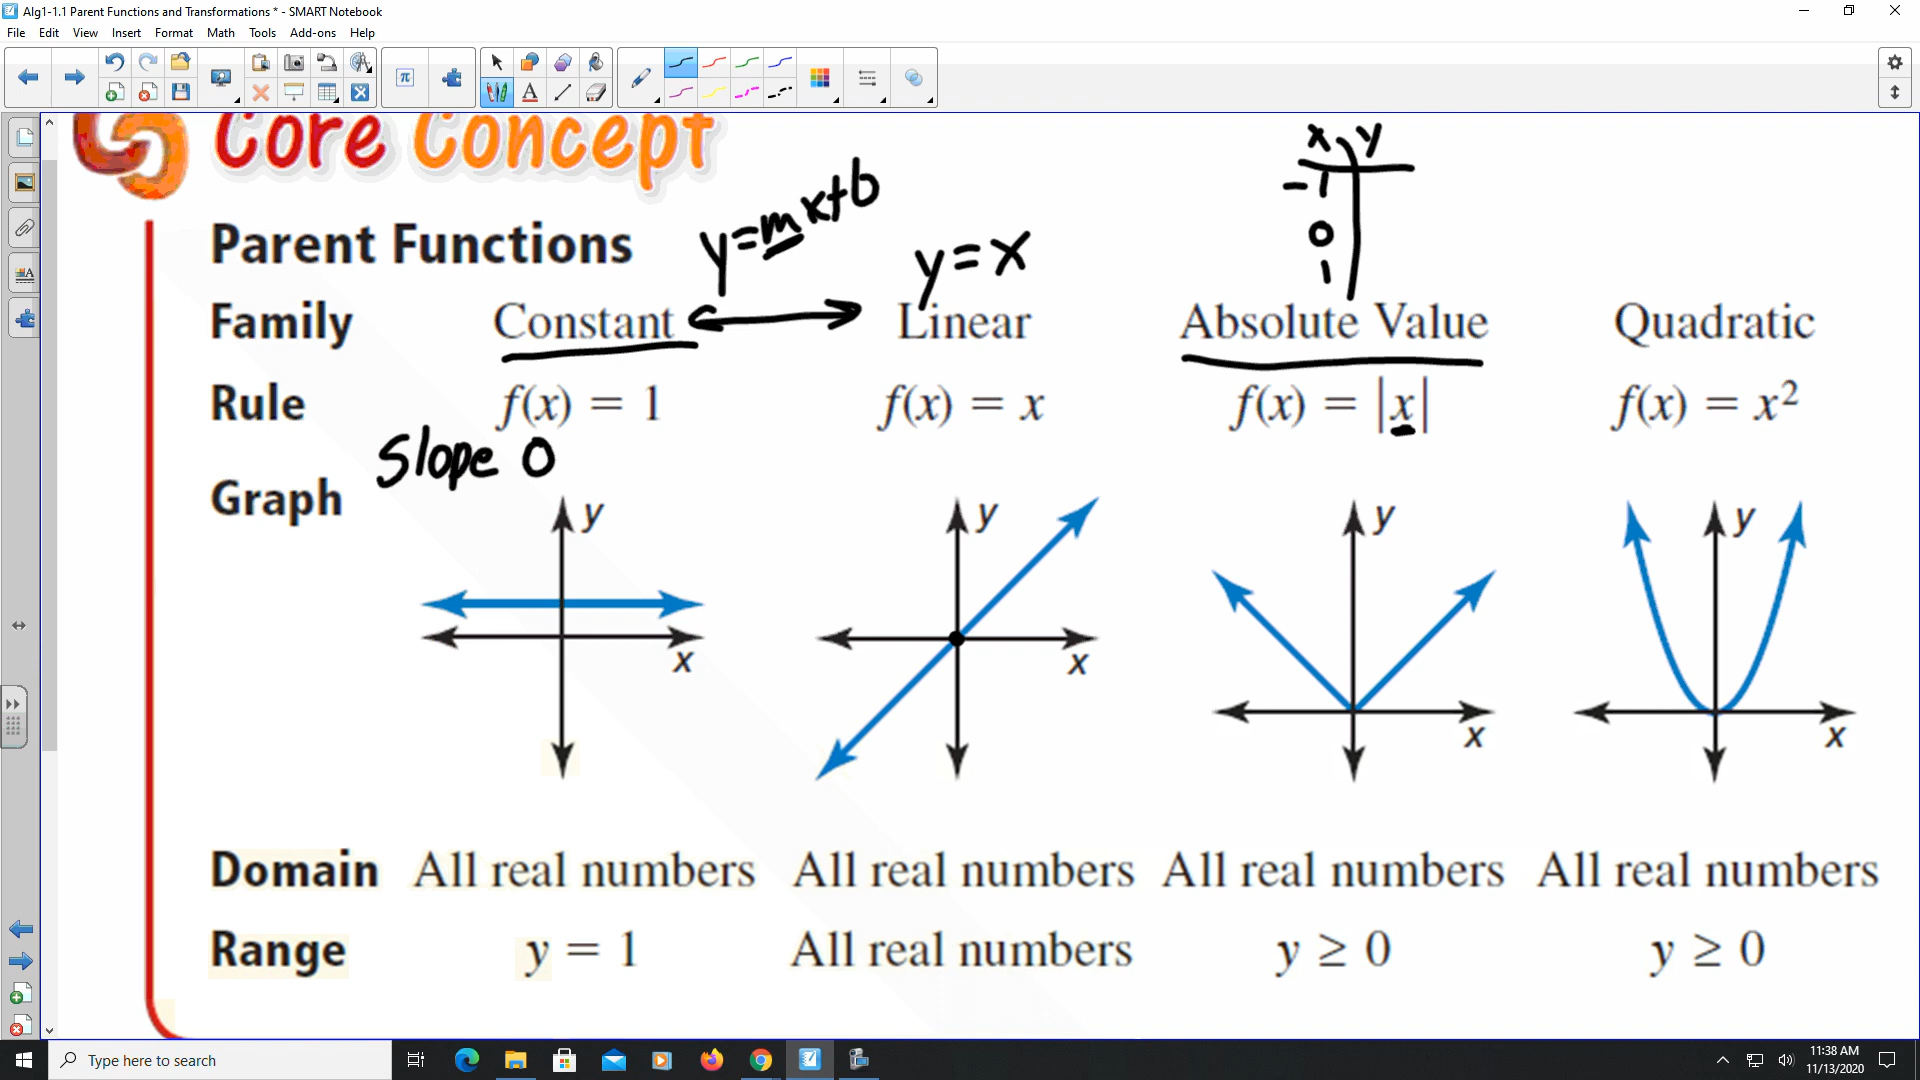 Alg1-1.1 Parent Functions and Transformations * - SMART Notebook
File Edit View Insert Format Math Tools Add-ons Help
Core Concept
x y
-1
0
1
y=mx+b
Parent Functions
y=x
Family Constant Linear Absolute Value Quadratic
Rule f(x) = 1 f(x) = x f(x) = |x| f(x) = x²
Slope 0
Graph
y y y y
x x x x
Domain All real numbers All real numbers All real numbers All real numbers
Range y = 1 All real numbers y ≥ 0 y ≥ 0
Type here to search
11:38 AM
11/13/2020